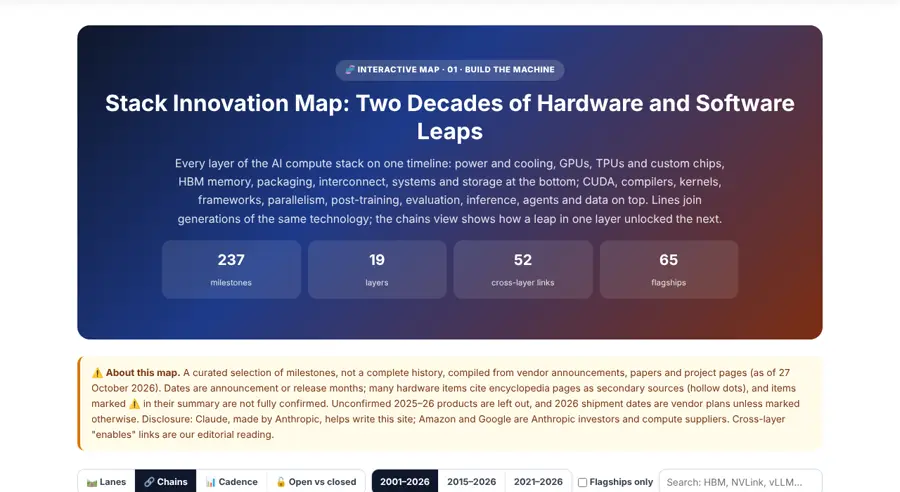 INTERACTIVE MAP · 01 · BUILD THE MACHINE
Stack Innovation Map: Two Decades of Hardware and Software
Leaps
Every layer of the AI compute stack on one timeline: power and cooling, GPUs, TPUs and custom chips,
HBM memory, packaging, interconnect, systems and storage at the bottom; CUDA, compilers, kernels,
frameworks, parallelism, post-training, evaluation, inference, agents and data on top. Lines join
generations of the same technology; the chains view shows how a leap in one layer unlocked the next.
237
milestones
19
layers
52
cross-layer links
65
flagships
⚠️ About this map. A curated selection of milestones, not a complete history, compiled from vendor announcements, papers and project pages (as of 27
October 2026). Dates are announcement or release months; many hardware items cite encyclopedia pages as secondary sources (hollow dots), and items
marked ⚠️ in their summary are not fully confirmed. Unconfirmed 2025–26 products are left out, and 2026 shipment dates are vendor plans unless marked
otherwise. Disclosure: Claude, made by Anthropic, helps write this site; Amazon and Google are Anthropic investors and compute suppliers. Cross-layer
"enables" links are our editorial reading.
Lanes Chains Cadence Open vs closed 2001–2026 2015–2026 2021–2026 Flagships only Search: HBM, NVLink, vLLM...